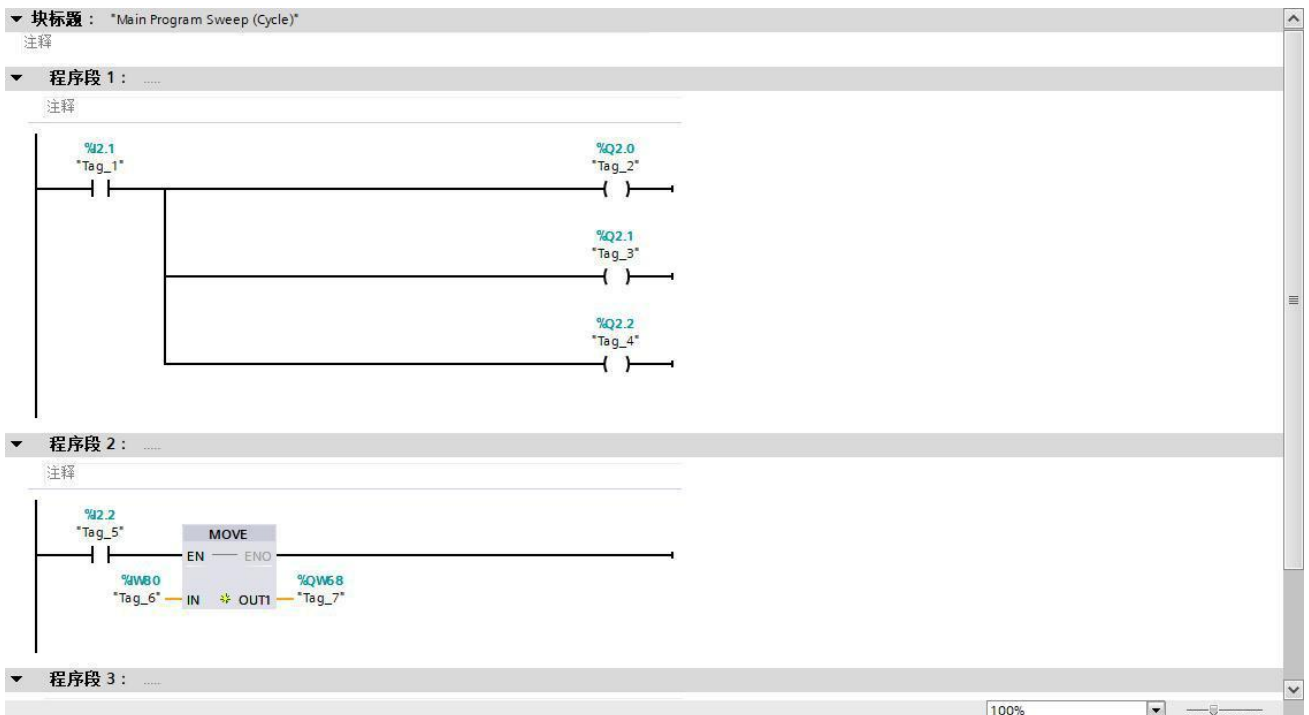 块标题： "Main Program Sweep (Cycle)"
注释
程序段 1： .....
注释
%I2.1 %Q2.0
"Tag_1" "Tag_2"
%Q2.1
"Tag_3"
%Q2.2
"Tag_4"
程序段 2： .....
注释
%I2.2
"Tag_5" MOVE
EN ENO
%IW80 %QW68
"Tag_6" IN OUT1 "Tag_7"
程序段 3： .....
100%